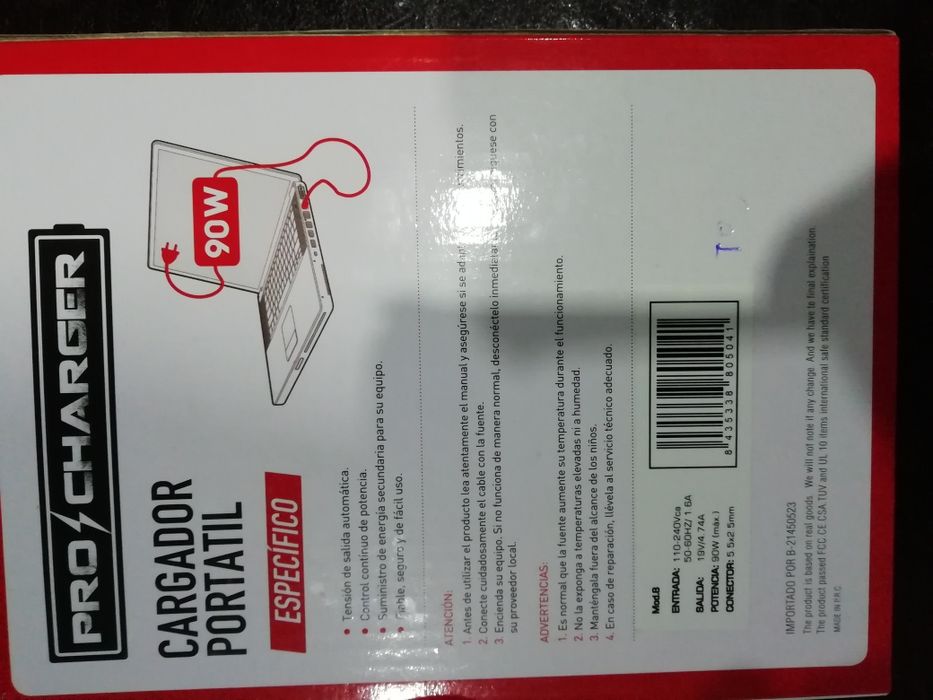 PRO CHARGER
CARGADOR
PORTATIL
ESPECÍFICO
90W
• Tensión de salida automática.
• Control continuo de potencia.
• Suministro de energía secundaria para su equipo.
• seguro y de fácil uso.
ATENCIÓN:
1. Antes de utilizar el producto lea atentamente el manual y asegúrese si se
2. Conecte cuidadosamente el cable con la fuente.
3. Encienda su equipo. Si no funciona de manera normal, desconéctelo con
su proveedor local.
ADVERTENCIAS:
1. Es normal que la fuente aumente su temperatura durante el funcionamiento.
2. No la exponga a temperaturas elevadas ni a humedad.
3. Manténgala fuera del alcance de los niños.
4. En caso de reparación, llévela al servicio técnico adecuado.
Mod.B
ENTRADA: 110-240Vca
50-60HZ/ 1.6A
SALIDA: 19V/4.74A
POTENCIA: 90W (máx.)
CONECTOR: 5.5x2.5mm
8 435338 805041
IMPORTADO POR B-21450523
The product is based on real goods. We will not note if any change. And we have to final explaination.
The product passed FCC CE CSA TUV and UL 10 items international safe standard certification
MADE IN P.R.C